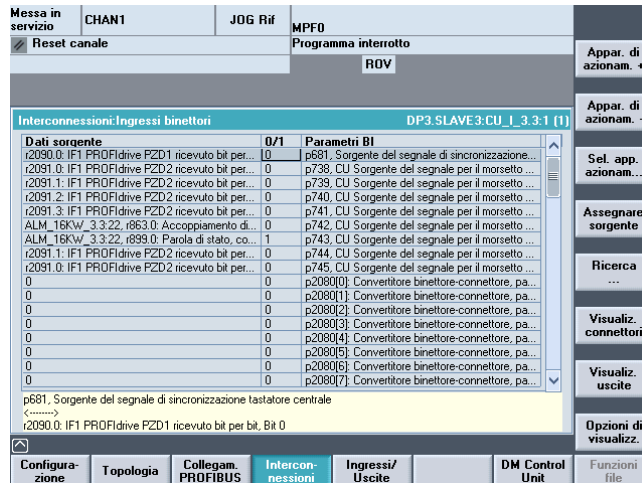 Messa in servizio CHAN1 JOG Rif MPF0
Reset canale Programma interrotto
ROV
Interconnessioni:Ingressi binettori DP3.SLAVE3:CU_I_3.3:1 (1)
Dati sorgente 0/1 Parametri BI
r2090.0: IF1 PROFIdrive PZD1 ricevuto bit per... 0 p681, Sorgente del segnale di sincronizzazione...
r2091.0: IF1 PROFIdrive PZD2 ricevuto bit per... 0 p738, CU Sorgente del segnale per il morsetto ...
r2091.1: IF1 PROFIdrive PZD2 ricevuto bit per... 0 p739, CU Sorgente del segnale per il morsetto ...
r2091.2: IF1 PROFIdrive PZD2 ricevuto bit per... 0 p740, CU Sorgente del segnale per il morsetto ...
r2091.3: IF1 PROFIdrive PZD2 ricevuto bit per... 0 p741, CU Sorgente del segnale per il morsetto ...
ALM_16KW_3.3:22, r863.0: Accoppiamento di... 0 p742, CU Sorgente del segnale per il morsetto ...
ALM_16KW_3.3:22, r899.0: Parola di stato, co... 1 p743, CU Sorgente del segnale per il morsetto ...
r2091.1: IF1 PROFIdrive PZD2 ricevuto bit per... 0 p744, CU Sorgente del segnale per il morsetto ...
r2091.0: IF1 PROFIdrive PZD2 ricevuto bit per... 0 p745, CU Sorgente del segnale per il morsetto ...
0 0 p2080[0]: Convertitore binettore-connettore, pa...
0 0 p2080[1]: Convertitore binettore-connettore, pa...
0 0 p2080[2]: Convertitore binettore-connettore, pa...
0 0 p2080[3]: Convertitore binettore-connettore, pa...
0 0 p2080[4]: Convertitore binettore-connettore, pa...
0 0 p2080[5]: Convertitore binettore-connettore, pa...
0 0 p2080[6]: Convertitore binettore-connettore, pa...
0 0 p2080[7]: Convertitore binettore-connettore, pa...
p681, Sorgente del segnale di sincronizzazione tastatore centrale
<-------->
r2090.0: IF1 PROFIdrive PZD1 ricevuto bit per bit, Bit 0
Appar. di
azionam. +
Appar. di
azionam. -
Sel. app.
azionam...
Assegnare
sorgente
Ricerca
...
Visualiz.
connettori
Visualiz.
uscite
Opzioni di
visualizz.
Configura-
zione
Topologia
Collegam.
PROFIBUS
Intercon-
nessioni
Ingressi/
Uscite
DM Control
Unit
Funzioni
file